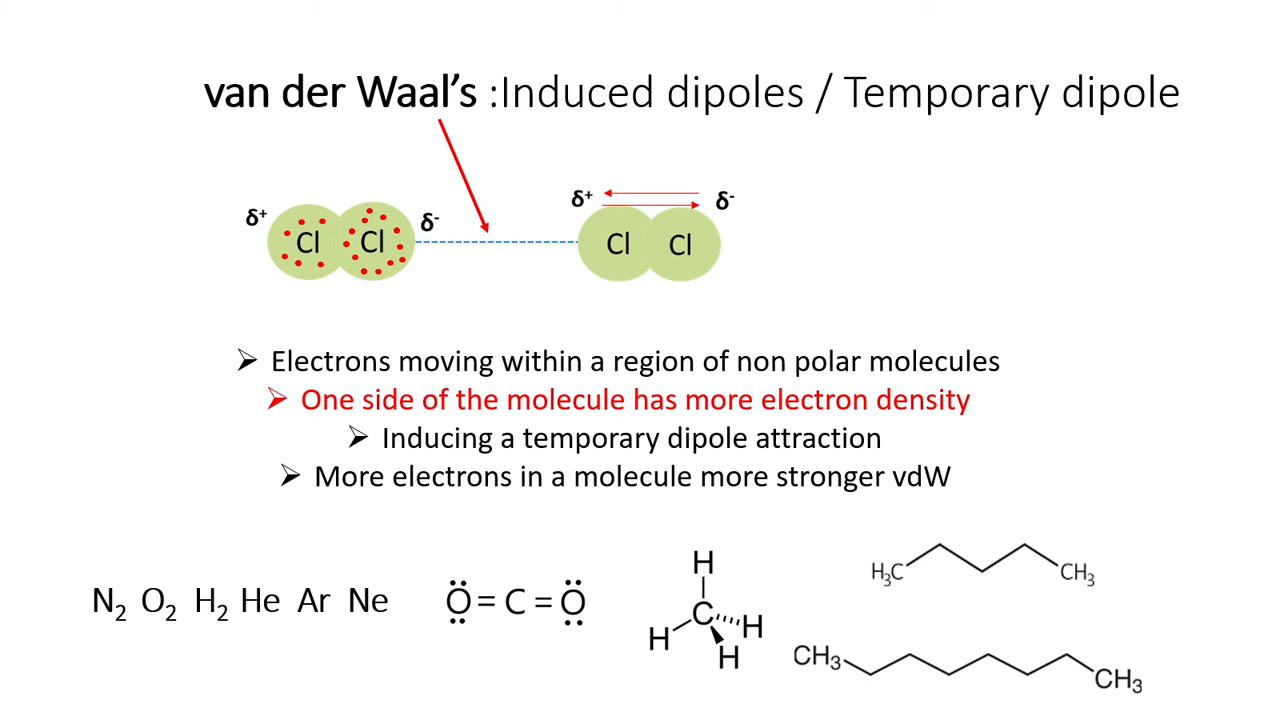 van der Waal’s :Induced dipoles / Temporary dipole
δ+ Cl Cl δ- δ+ Cl Cl δ-
➢ Electrons moving within a region of non polar molecules
➢ One side of the molecule has more electron density
➢ Inducing a temporary dipole attraction
➢ More electrons in a molecule more stronger vdW
N2 O2 H2 He Ar Ne
O = C = O
H
C
H
H
H
H3C CH3
CH3
CH3